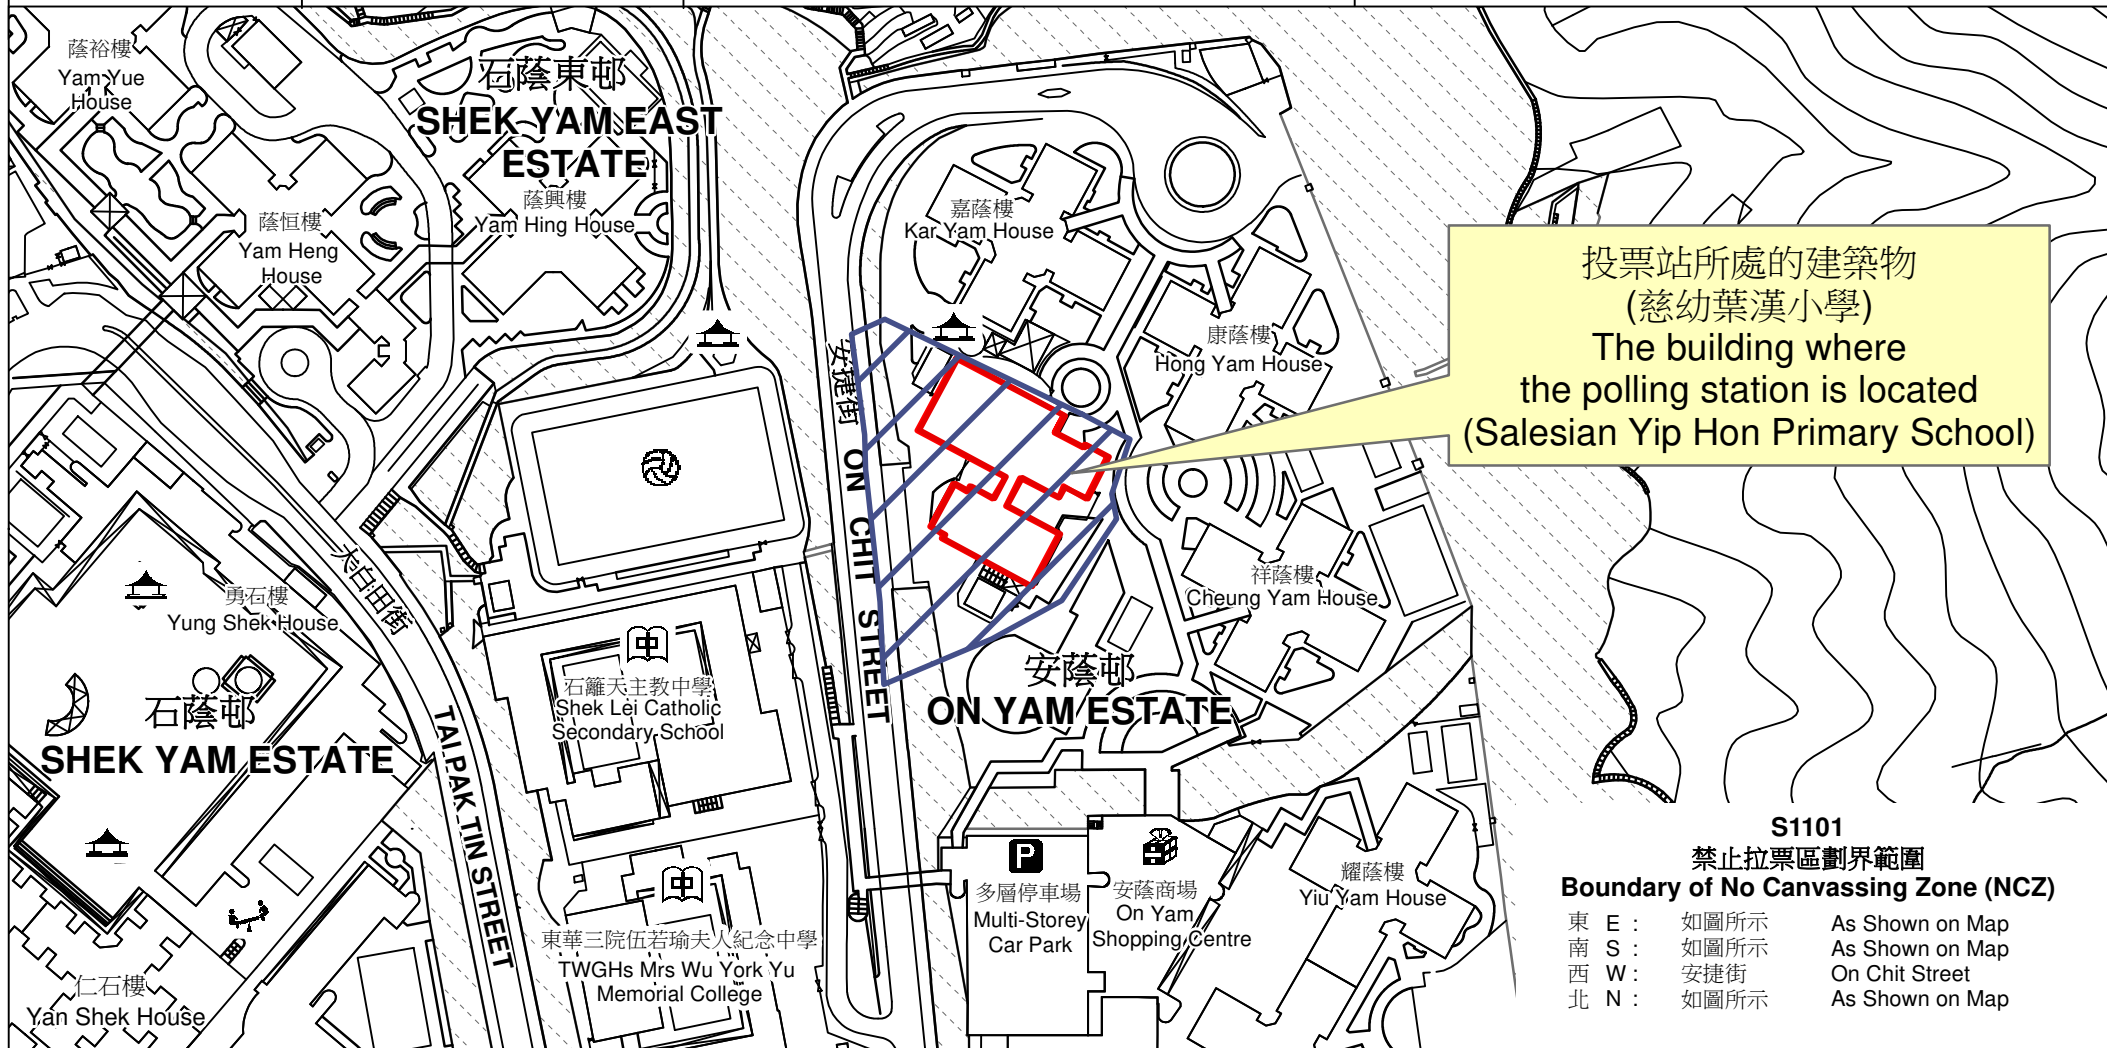 蔭裕樓
Yam Yue
House
石蔭東邨
SHEK YAM EAST
ESTATE
蔭興樓
Yam Hing House
蔭恒樓
Yam Heng
House
嘉蔭樓
Kar Yam House
康蔭樓
Hong Yam House
投票站所處的建築物
(慈幼葉漢小學)
The building where
the polling station is located
(Salesian Yip Hon Primary School)
安捷街 ON CHIT STREET
大白田街
TAI PAK TIN STREET
勇石樓
Yung Shek House
石蔭邨
SHEK YAM ESTATE
祥蔭樓
Cheung Yam House
安蔭邨
ON YAM ESTATE
中
石籬天主教中學
Shek Lei Catholic
Secondary School
中
東華三院伍若瑜夫人紀念中學
TWGHs Mrs Wu York Yu
Memorial College
仁石樓
Yan Shek House
P
多層停車場
Multi-Storey
Car Park
安蔭商場
On Yam
Shopping Centre
耀蔭樓
Yiu Yam House
S1101
禁止拉票區劃界範圍
Boundary of No Canvassing Zone (NCZ)
東 E : 如圖所示 As Shown on Map
南 S : 如圖所示 As Shown on Map
西 W : 安捷街 On Chit Street
北 N : 如圖所示 As Shown on Map